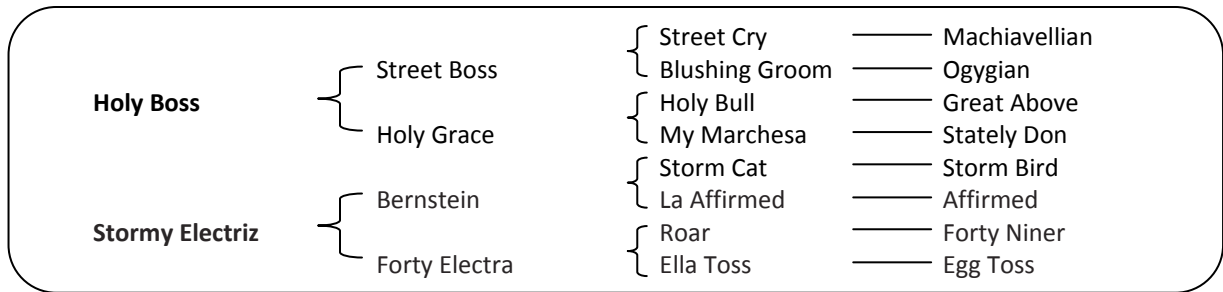 Street Cry Machiavellian
Street Boss
Blushing Groom Ogygian
Holy Boss
Holy Bull Great Above
Holy Grace
My Marchesa Stately Don
Storm Cat Storm Bird
Bernstein
La Affirmed Affirmed
Stormy Electriz
Roar Forty Niner
Forty Electra
Ella Toss Egg Toss